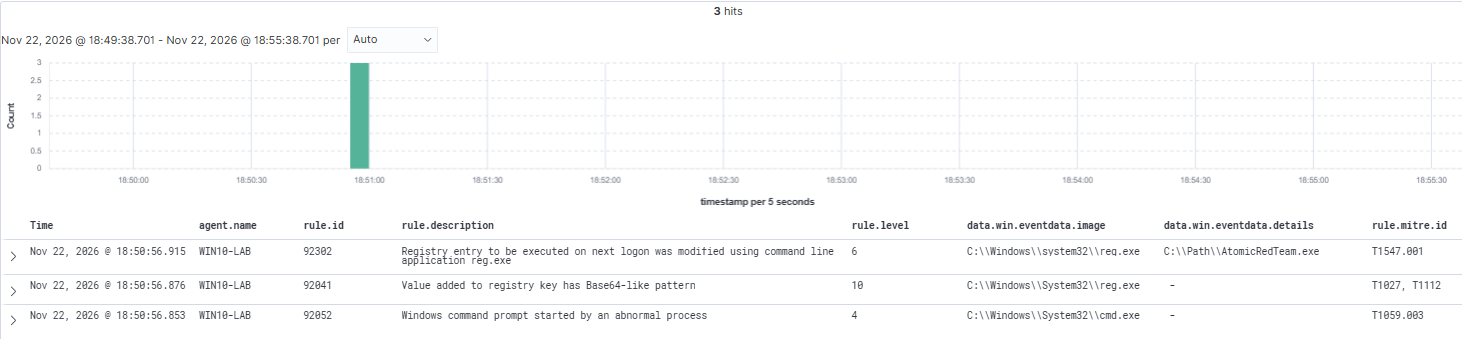 3 hits
Nov 22, 2026 @ 18:49:38.701 - Nov 22, 2026 @ 18:55:38.701 per Auto
3
2.5
2
1.5
1
0.5
0
Count
18:50:00 18:50:30 18:51:00 18:51:30 18:52:00 18:52:30 18:53:00 18:53:30 18:54:00 18:54:30 18:55:00 18:55:30
timestamp per 5 seconds
Time agent.name rule.id rule.description rule.level data.win.eventdata.image data.win.eventdata.details rule.mitre.id
Nov 22, 2026 @ 18:50:56.915 WIN10-LAB 92302 Registry entry to be executed on next logon was modified using command line 6 C:\\Windows\\system32\\reg.exe C:\\Path\\AtomicRedTeam.exe T1547.001
application reg.exe
Nov 22, 2026 @ 18:50:56.876 WIN10-LAB 92041 Value added to registry key has Base64-like pattern 10 C:\\Windows\\System32\\reg.exe - T1027, T1112
Nov 22, 2026 @ 18:50:56.853 WIN10-LAB 92052 Windows command prompt started by an abnormal process 4 C:\\Windows\\System32\\cmd.exe - T1059.003